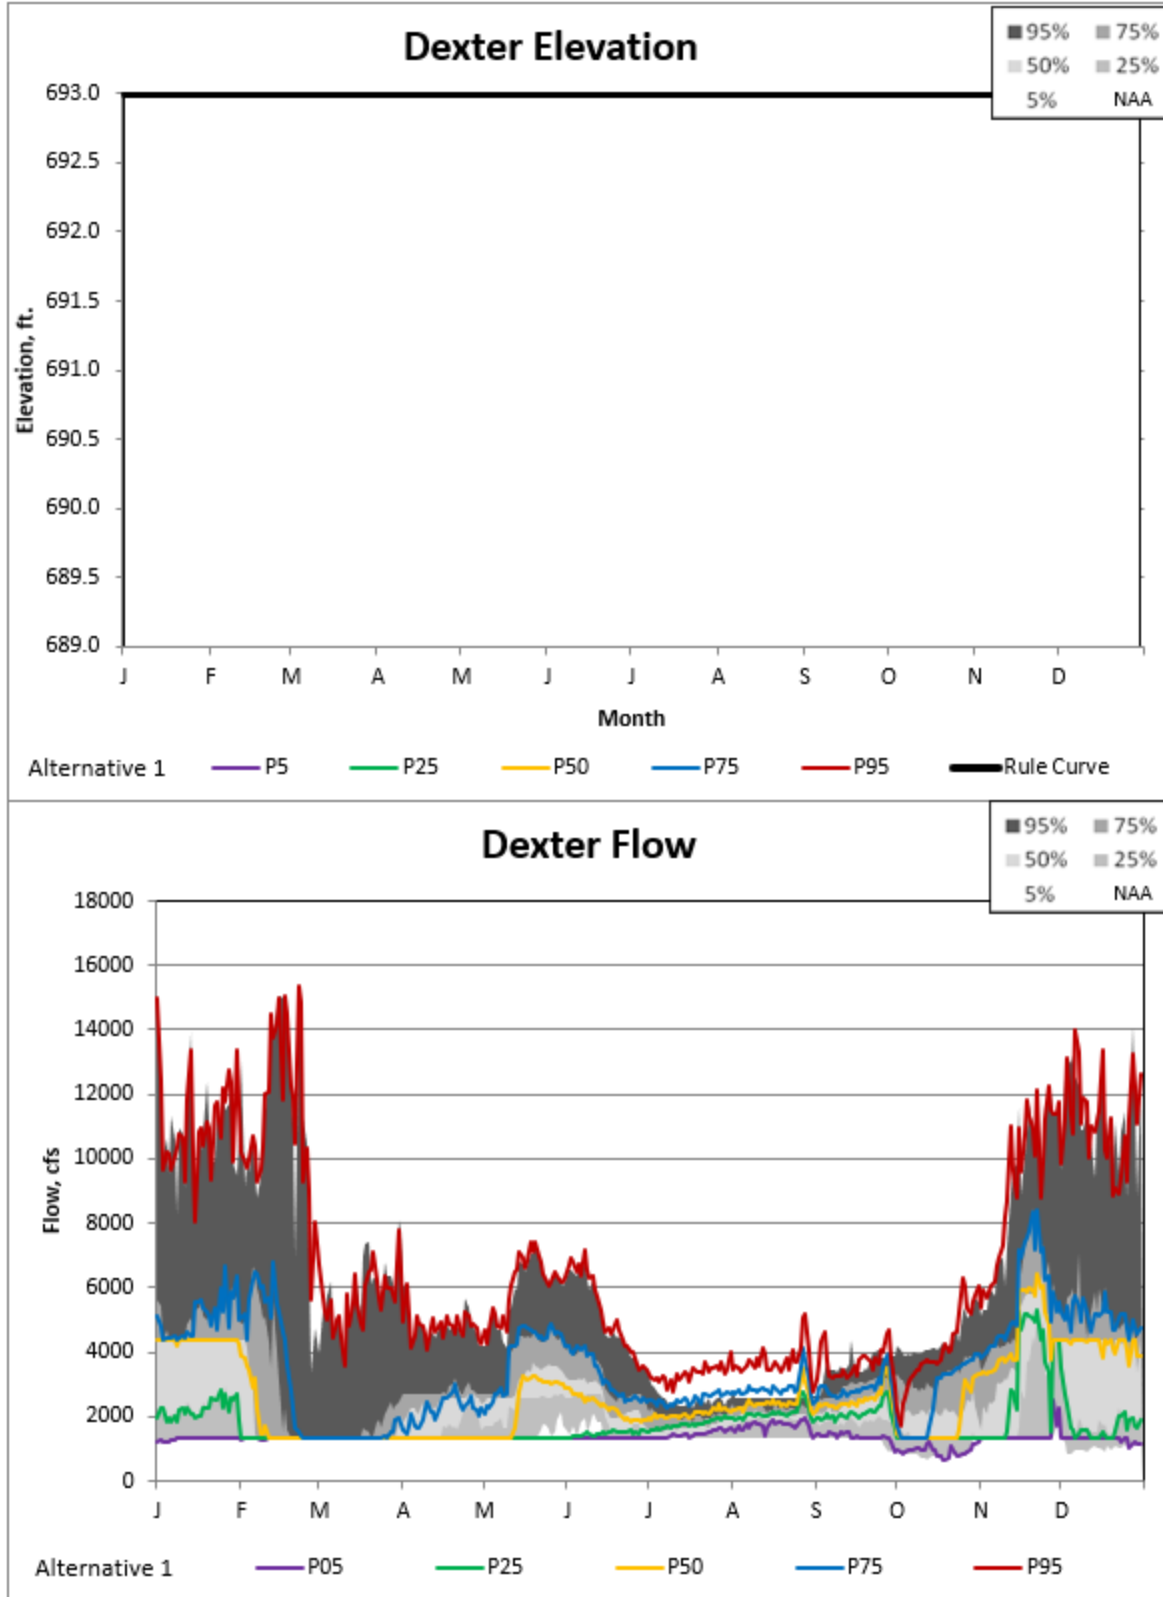 Dexter Elevation
95% 75%
50% 25%
5% NAA
693.0
692.5
692.0
691.5
691.0
690.5
690.0
689.5
689.0
Elevation, ft.
J F M A M J J A S O N D
Month
Alternative 1 P5 P25 P50 P75 P95 Rule Curve
Dexter Flow
95% 75%
50% 25%
5% NAA
18000
16000
14000
12000
10000
8000
6000
4000
2000
0
Flow, cfs
J F M A M J J A S O N D
Alternative 1 P05 P25 P50 P75 P95